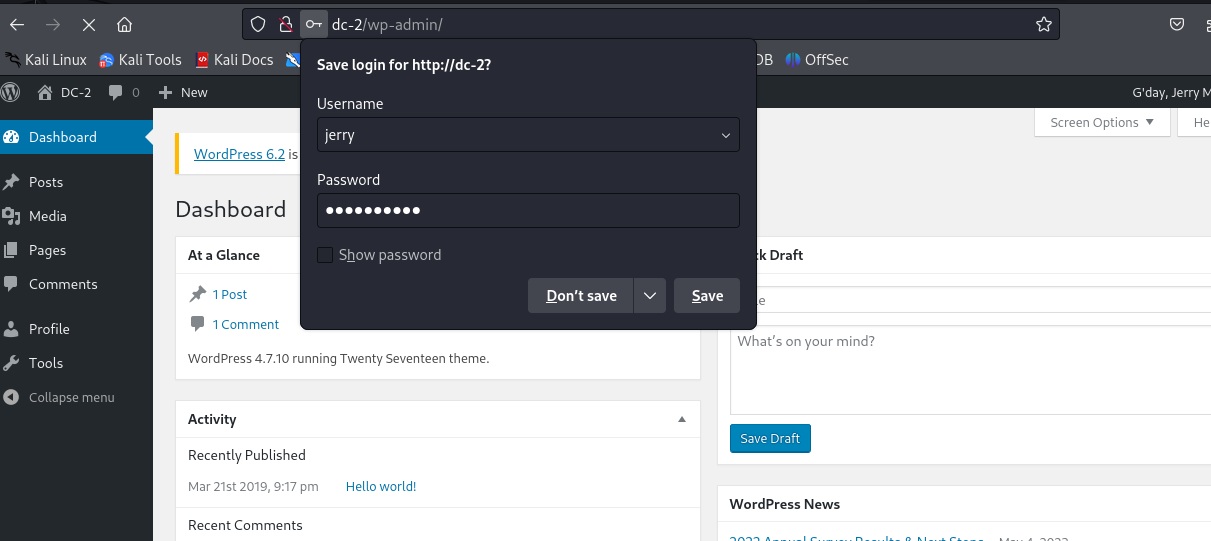 dc-2/wp-admin/
Kali Linux Kali Tools Kali Docs DB OffSec
DC-2 0 New G'day, Jerry M
Save login for http://dc-2?
Username
jerry
Password
Show password
Don't save Save
Dashboard
Posts
Media
Pages
Comments
Profile
Tools
Collapse menu
Screen Options He
WordPress 6.2 is
Dashboard
At a Glance
1 Post
1 Comment
WordPress 4.7.10 running Twenty Seventeen theme.
Activity
Recently Published
Mar 21st 2019, 9:17 pm Hello world!
Recent Comments
ck Draft
le
What's on your mind?
Save Draft
WordPress News